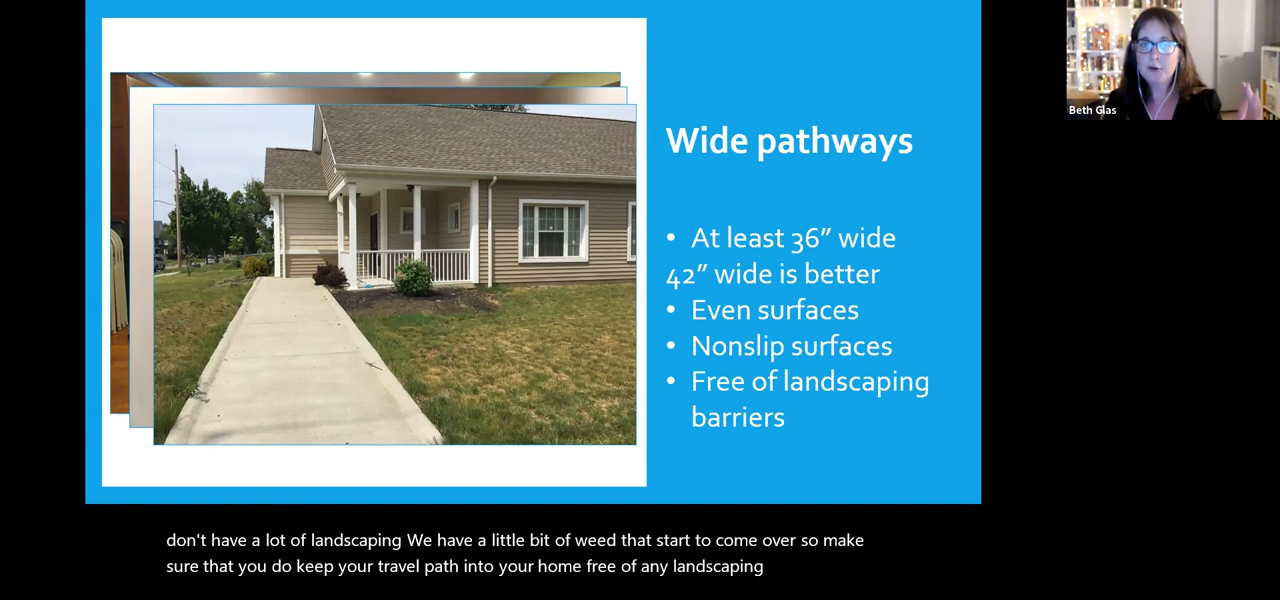 Beth Glas
Wide pathways
• At least 36” wide
42” wide is better
• Even surfaces
• Nonslip surfaces
• Free of landscaping
barriers
don't have a lot of landscaping We have a little bit of weed that start to come over so make
sure that you do keep your travel path into your home free of any landscaping